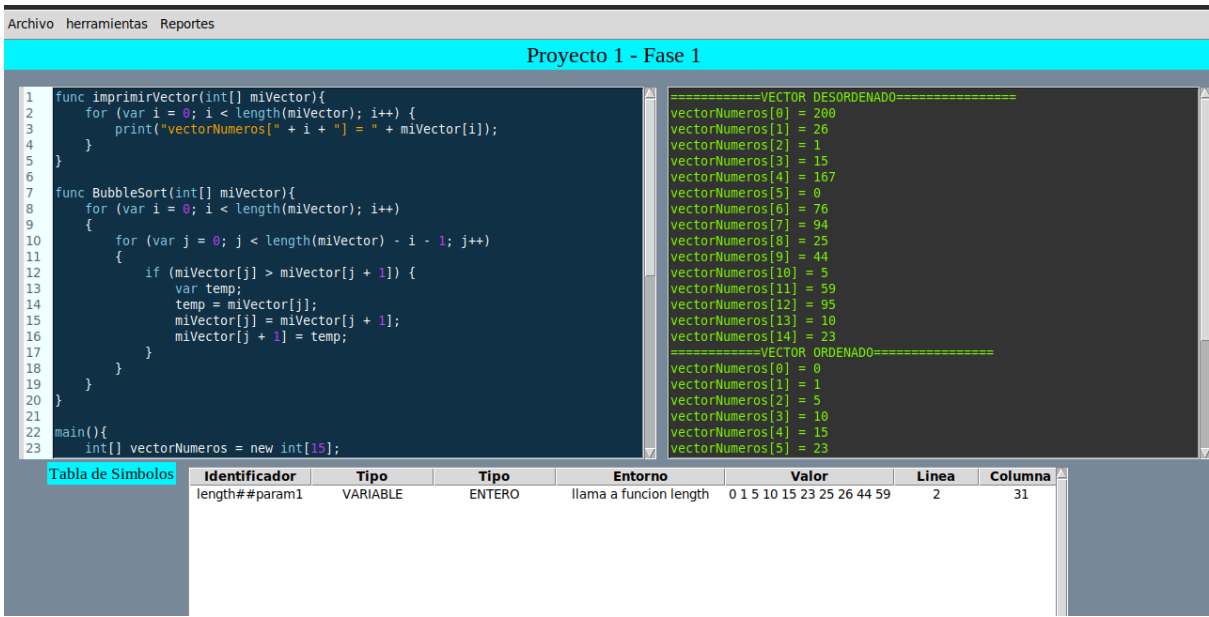 Archivo herramientas Reportes
Proyecto 1 - Fase 1
1 func imprimirVector(int[] miVector){
2     for (var i = 0; i < length(miVector); i++) {
3         print("vectorNumeros[" + i + "] = " + miVector[i]);
4     }
5 }
6
7 func BubbleSort(int[] miVector){
8     for (var i = 0; i < length(miVector); i++)
9     {
10         for (var j = 0; j < length(miVector) - i - 1; j++)
11         {
12             if (miVector[j] > miVector[j + 1]) {
13                 var temp;
14                 temp = miVector[j];
15                 miVector[j] = miVector[j + 1];
16                 miVector[j + 1] = temp;
17             }
18         }
19     }
20 }
21
22 main(){
23     int[] vectorNumeros = new int[15];
============VECTOR DESORDENADO================
vectorNumeros[0] = 200
vectorNumeros[1] = 26
vectorNumeros[2] = 1
vectorNumeros[3] = 15
vectorNumeros[4] = 167
vectorNumeros[5] = 0
vectorNumeros[6] = 76
vectorNumeros[7] = 94
vectorNumeros[8] = 25
vectorNumeros[9] = 44
vectorNumeros[10] = 5
vectorNumeros[11] = 59
vectorNumeros[12] = 95
vectorNumeros[13] = 10
vectorNumeros[14] = 23
============VECTOR ORDENADO================
vectorNumeros[0] = 0
vectorNumeros[1] = 1
vectorNumeros[2] = 5
vectorNumeros[3] = 10
vectorNumeros[4] = 15
vectorNumeros[5] = 23
Tabla de Simbolos
Identificador Tipo Tipo Entorno Valor Linea Columna
length##param1 VARIABLE ENTERO llama a funcion length 0 1 5 10 15 23 25 26 44 59 2 31